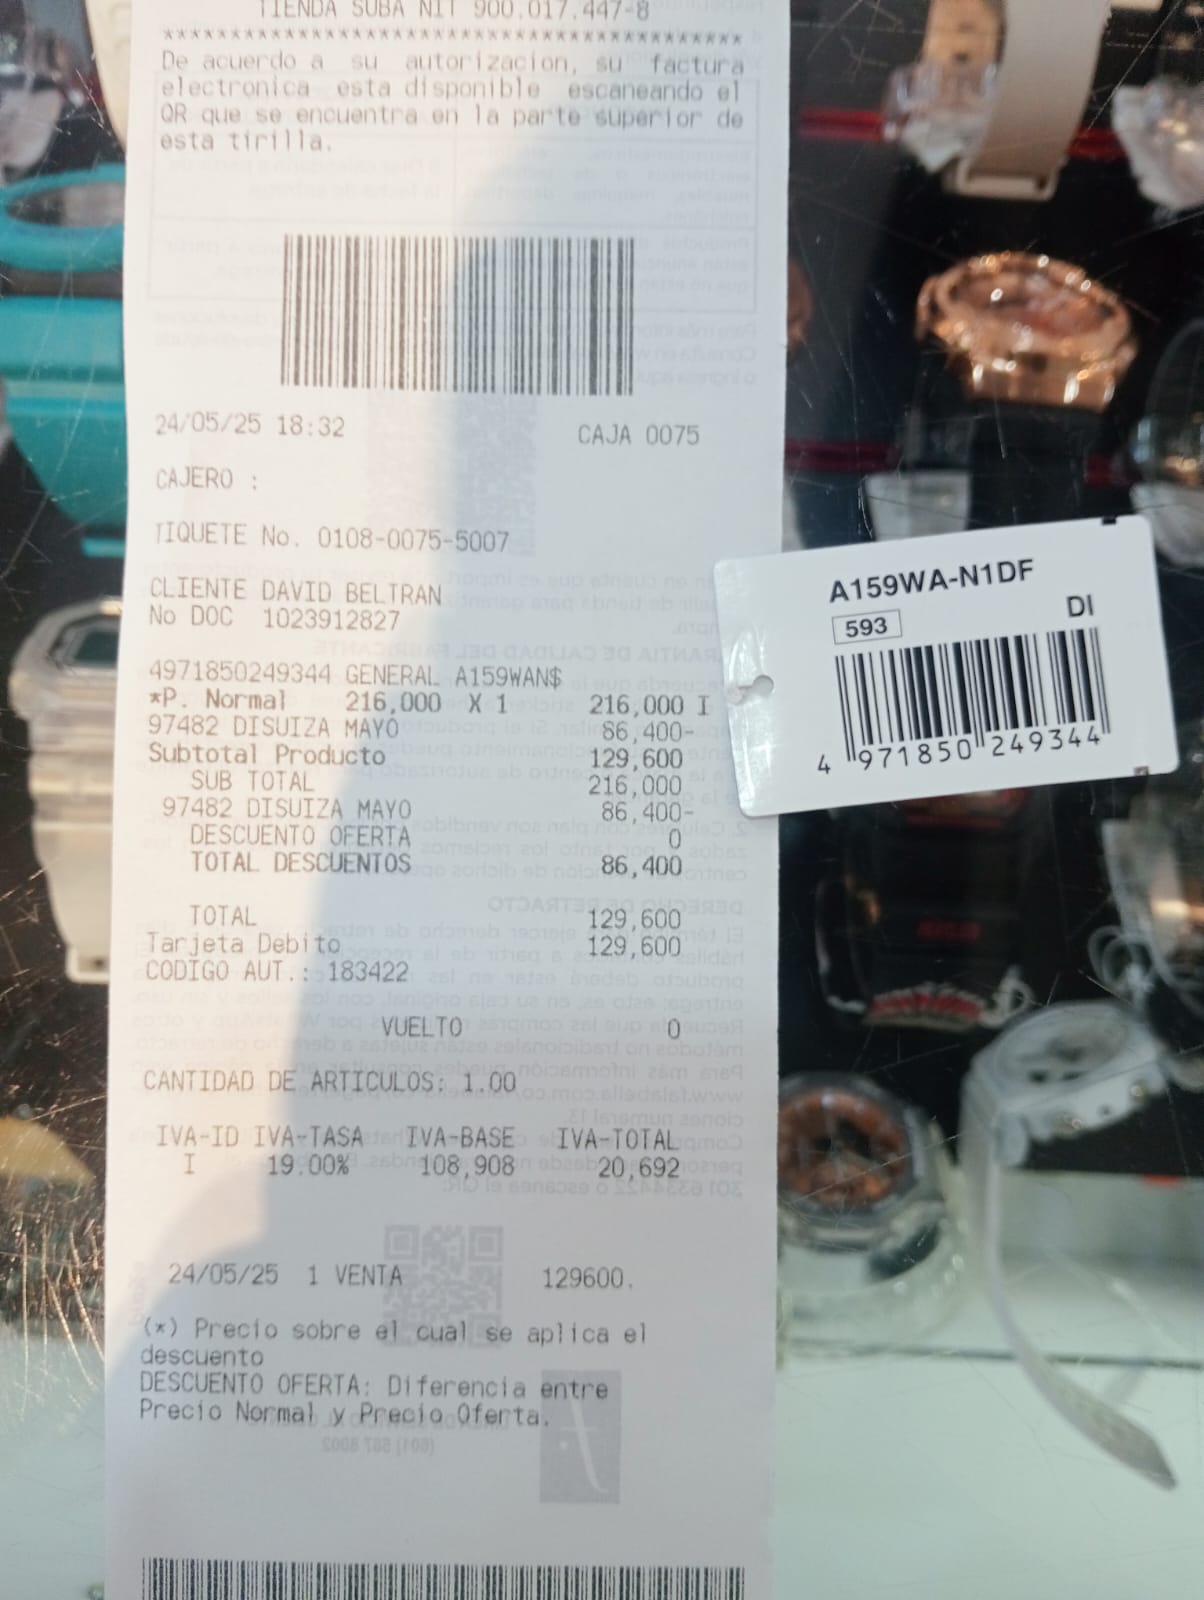 TIENDA SUBA NIT 900.017.447-8
*******************************************
De acuerdo a su autorizacion, su factura
electronica esta disponible escaneando el
QR que se encuentra en la parte superior de
esta tirilla.
24/05/25 18:32 CAJA 0075
CAJERO :
TIQUETE No. 0108-0075-5007
CLIENTE DAVID BELTRAN
No DOC 1023912827
4971850249344 GENERAL A159WAN$
*P. Normal 216,000 X 1 216,000 I
97482 DISUIZA MAYO 86,400-
Subtotal Producto 129,600
SUB TOTAL 216,000
97482 DISUIZA MAYO 86,400-
DESCUENTO OFERTA 0
TOTAL DESCUENTOS 86,400
TOTAL 129,600
Tarjeta Debito 129,600
CODIGO AUT.: 183422
VUELTO 0
CANTIDAD DE ARTICULOS: 1.00
IVA-ID IVA-TASA IVA-BASE IVA-TOTAL
I 19.00% 108,908 20,692
24/05/25 1 VENTA 129600.
(*) Precio sobre el cual se aplica el
descuento
DESCUENTO OFERTA: Diferencia entre
Precio Normal y Precio Oferta.
A159WA-N1DF
593 DI
4 971850 249344